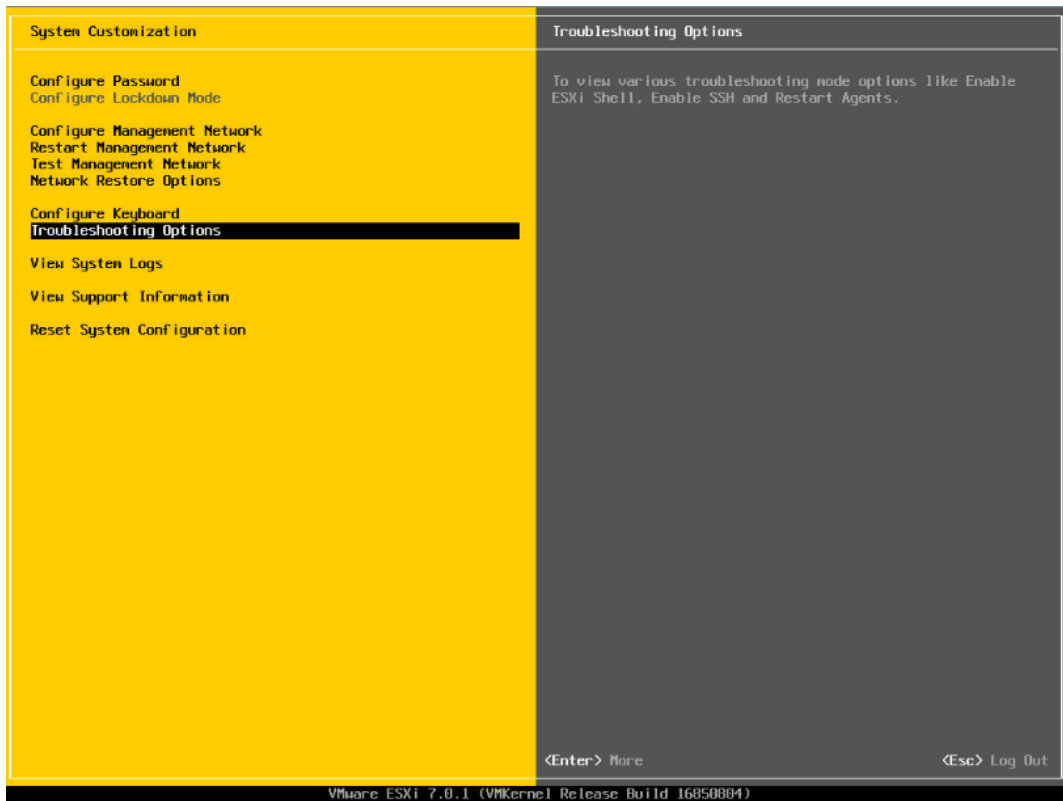 System Customization
Configure Password
Configure Lockdown Mode
Configure Management Network
Restart Management Network
Test Management Network
Network Restore Options
Configure Keyboard
Troubleshooting Options
View System Logs
View Support Information
Reset System Configuration
Troubleshooting Options
To view various troubleshooting mode options like Enable
ESXi Shell, Enable SSH and Restart Agents.
<Enter> More
<Esc> Log Out
VMware ESXi 7.0.1 (VMKernel Release Build 16850804)